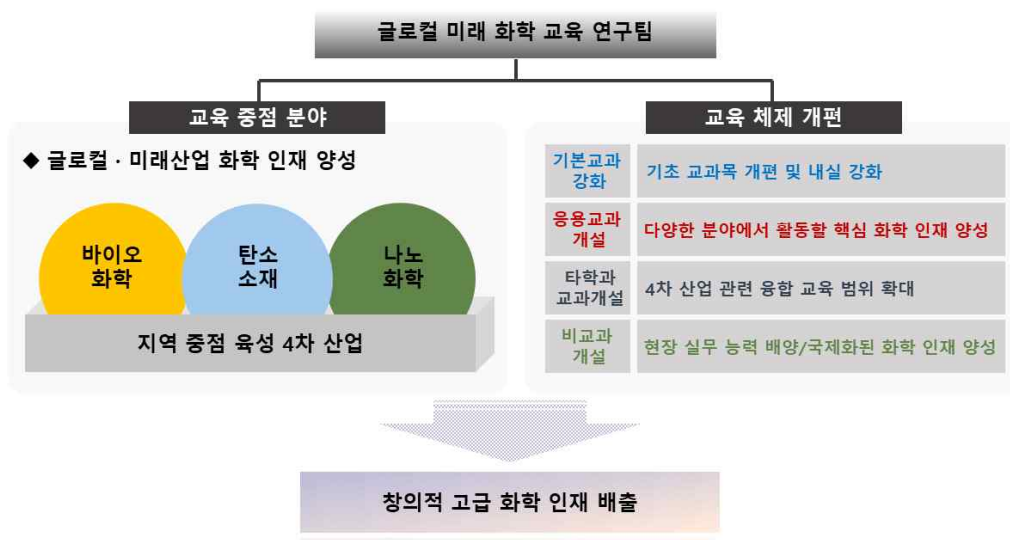 글로컬 미래 화학 교육 연구팀
교육 중점 분야
◆ 글로컬 · 미래산업 화학 인재 양성
바이오
화학
탄소
소재
나노
화학
지역 중점 육성 4차 산업
교육 체제 개편
기본교과
강화
기초 교과목 개편 및 내실 강화
응용교과
개설
다양한 분야에서 활동할 핵심 화학 인재 양성
타학과
교과개설
4차 산업 관련 융합 교육 범위 확대
비교과
개설
현장 실무 능력 배양/국제화된 화학 인재 양성
창의적 고급 화학 인재 배출